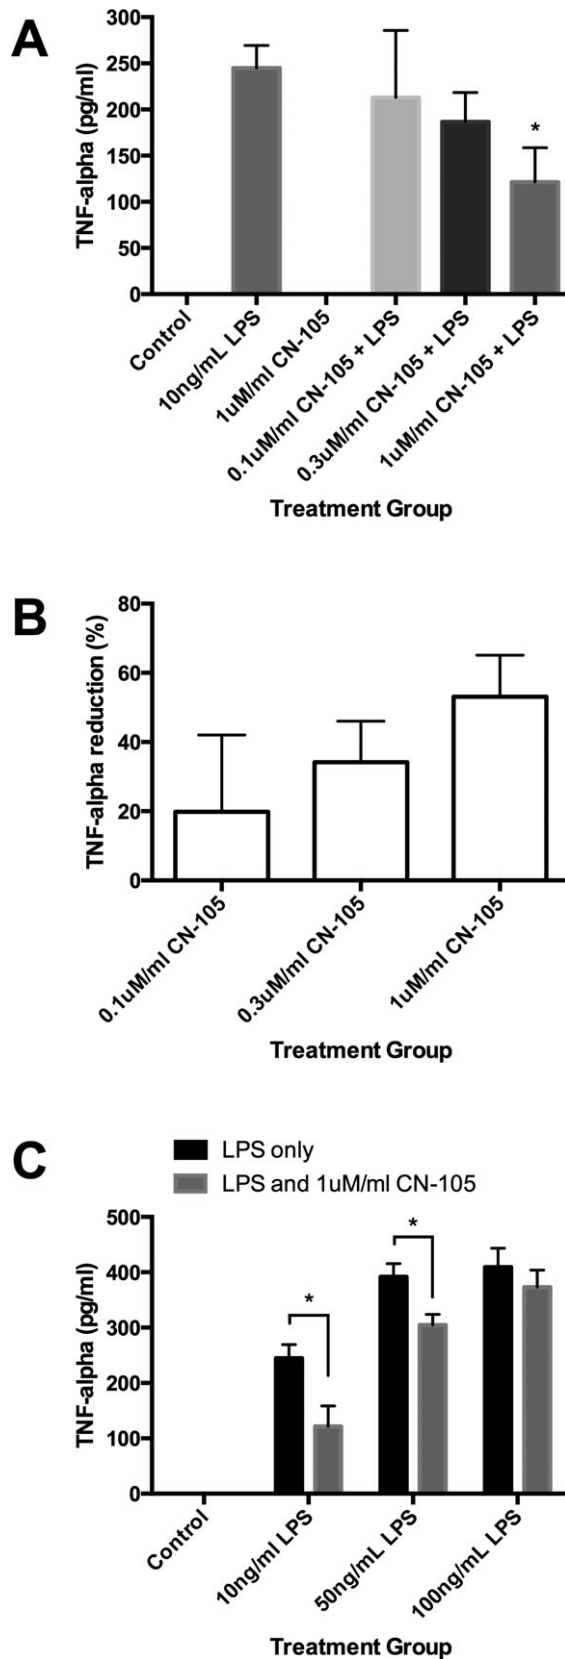 A
TNF-alpha (pg/ml)
300
250
200
150
100
50
0
*
Control
10ng/mL LPS
1uM/ml CN-105
0.1uM/ml CN-105 + LPS
0.3uM/ml CN-105 + LPS
1uM/ml CN-105 + LPS
Treatment Group
B
TNF-alpha reduction (%)
80
60
40
20
0
0.1uM/ml CN-105
0.3uM/ml CN-105
1uM/ml CN-105
Treatment Group
C
LPS only
LPS and 1uM/ml CN-105
TNF-alpha (pg/ml)
500
400
300
200
100
0
*
*
Control
10ng/ml LPS
50ng/mL LPS
100ng/mL LPS
Treatment Group